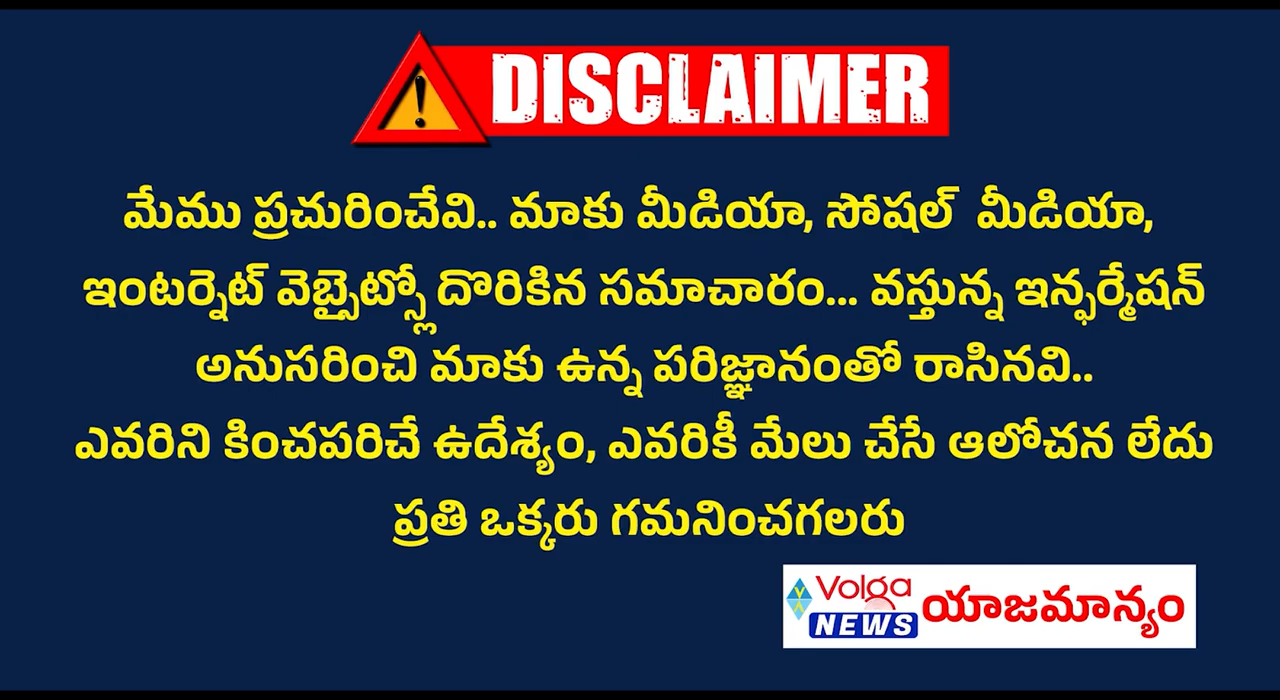 DISCLAIMER
మేము ప్రచురించేవి.. మాకు మీడియా, సోషల్ మీడియా,
ఇంటర్నెట్ వెబ్సైట్స్లో దొరికిన సమాచారం... వస్తున్న ఇన్ఫర్మేషన్
అనుసరించి మాకు ఉన్న పరిజ్ఞానంతో రాసినవి..
ఎవరిని కించపరిచే ఉదేశ్యం, ఎవరికీ మేలు చేసే ఆలోచన లేదు
ప్రతి ఒక్కరు గమనించగలరు
Volga
NEWS యాజమాన్యం